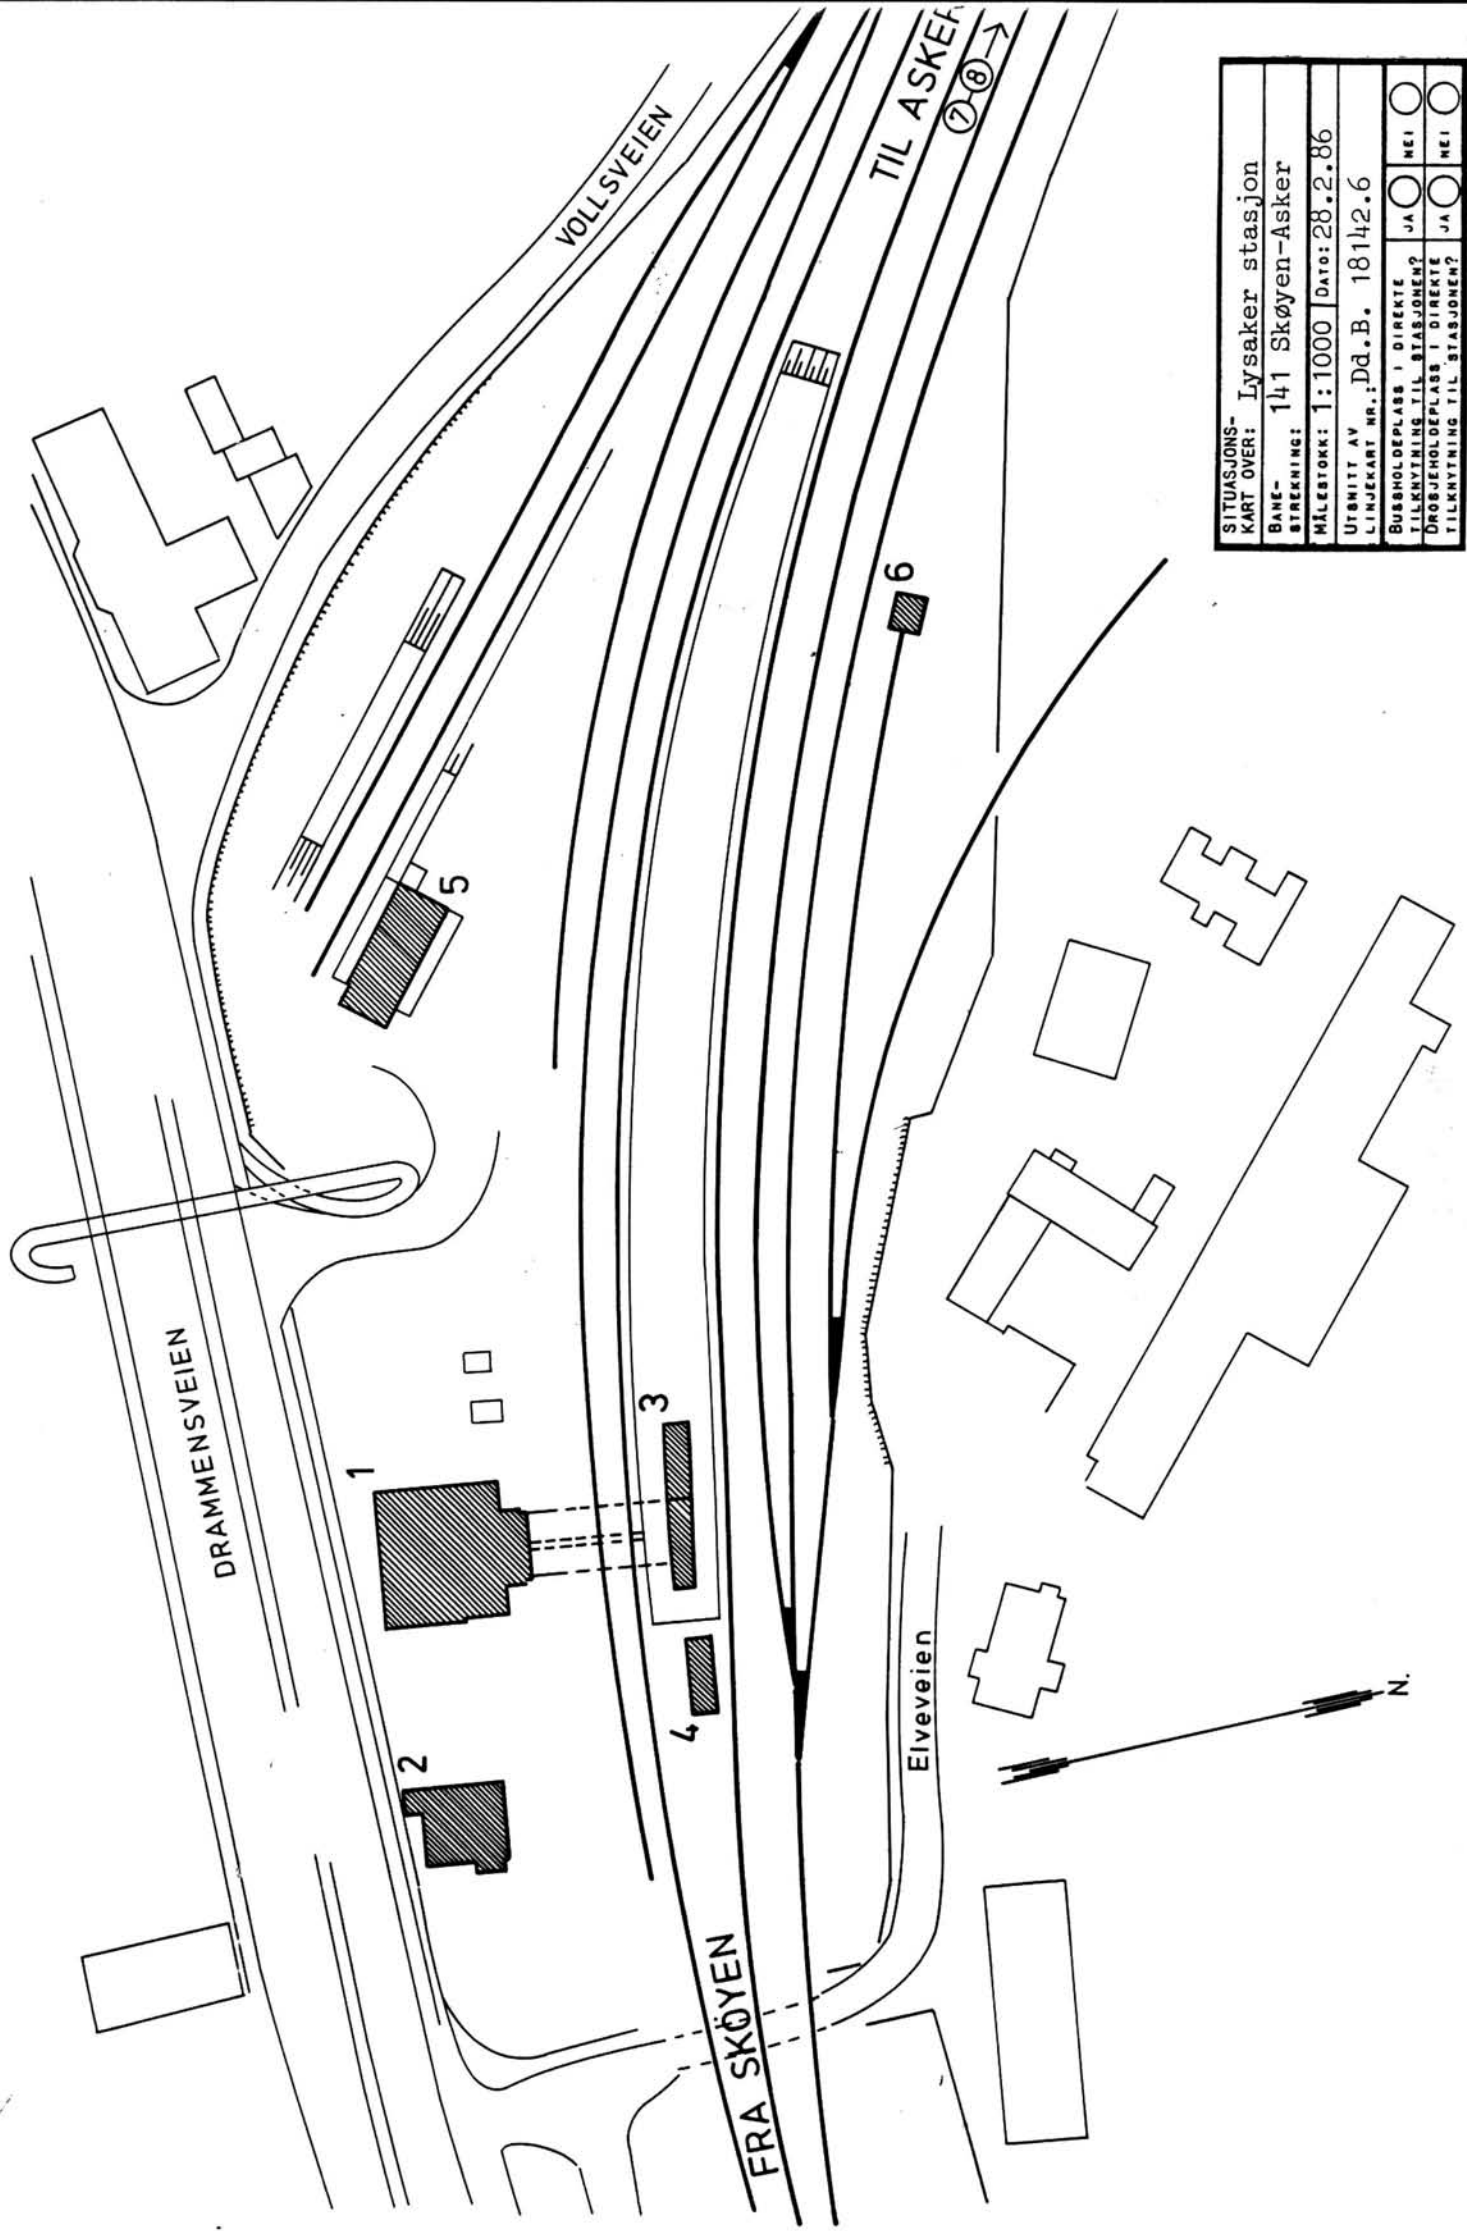 DRAMMENSVEIEN
VOLLSVEIEN
TIL ASKER
7 8
1
2
3
4
5
6
FRA SKÖYEN
Elveveien
N.
SITUASJONS-
KART OVER: Lysaker stasjon
BANE-
STREKNING: 141 Skøyen-Asker
MÅLESTOKK: 1:1000 DATO: 28.2.86
UTSNITT AV
LINJEKART NR.: Dd.B. 18142.6
BUSSHOLDEPLASS I DIREKTE
TILKNYTNING TIL STASJONEN? JA NEI
DROSJEHOLDEPLASS I DIREKTE
TILKNYTNING TIL STASJONEN? JA NEI